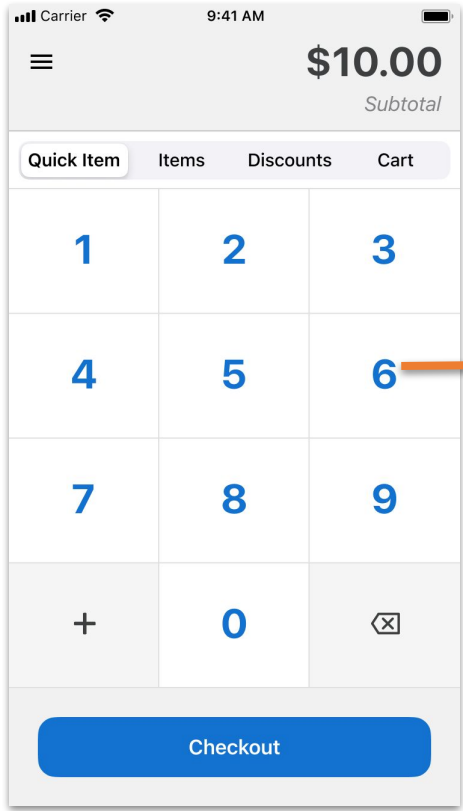 Carrier 9:41 AM
$10.00
Subtotal
Quick Item Items Discounts Cart
1 2 3
4 5 6
7 8 9
+ 0
Checkout